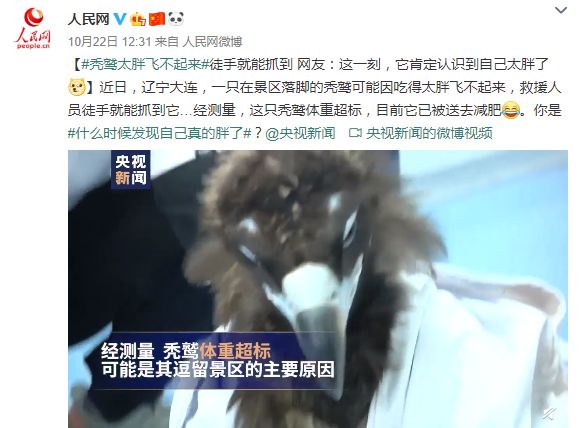 人民网
10月22日 12:31 来自 人民网微博
人民网
people.cn
【#秃鹫太胖飞不起来#徒手就能抓到 网友：这一刻，它肯定认识到自己太胖了
】近日，辽宁大连，一只在景区落脚的秃鹫可能因吃得太胖飞不起来，救援人
员徒手就能抓到它…经测量，这只秃鹫体重超标，目前它已被送去减肥。你是
#什么时候发现自己真的胖了#？@央视新闻 央视新闻的微博视频
央视
新闻
经测量 秃鹫体重超标
可能是其逗留景区的主要原因